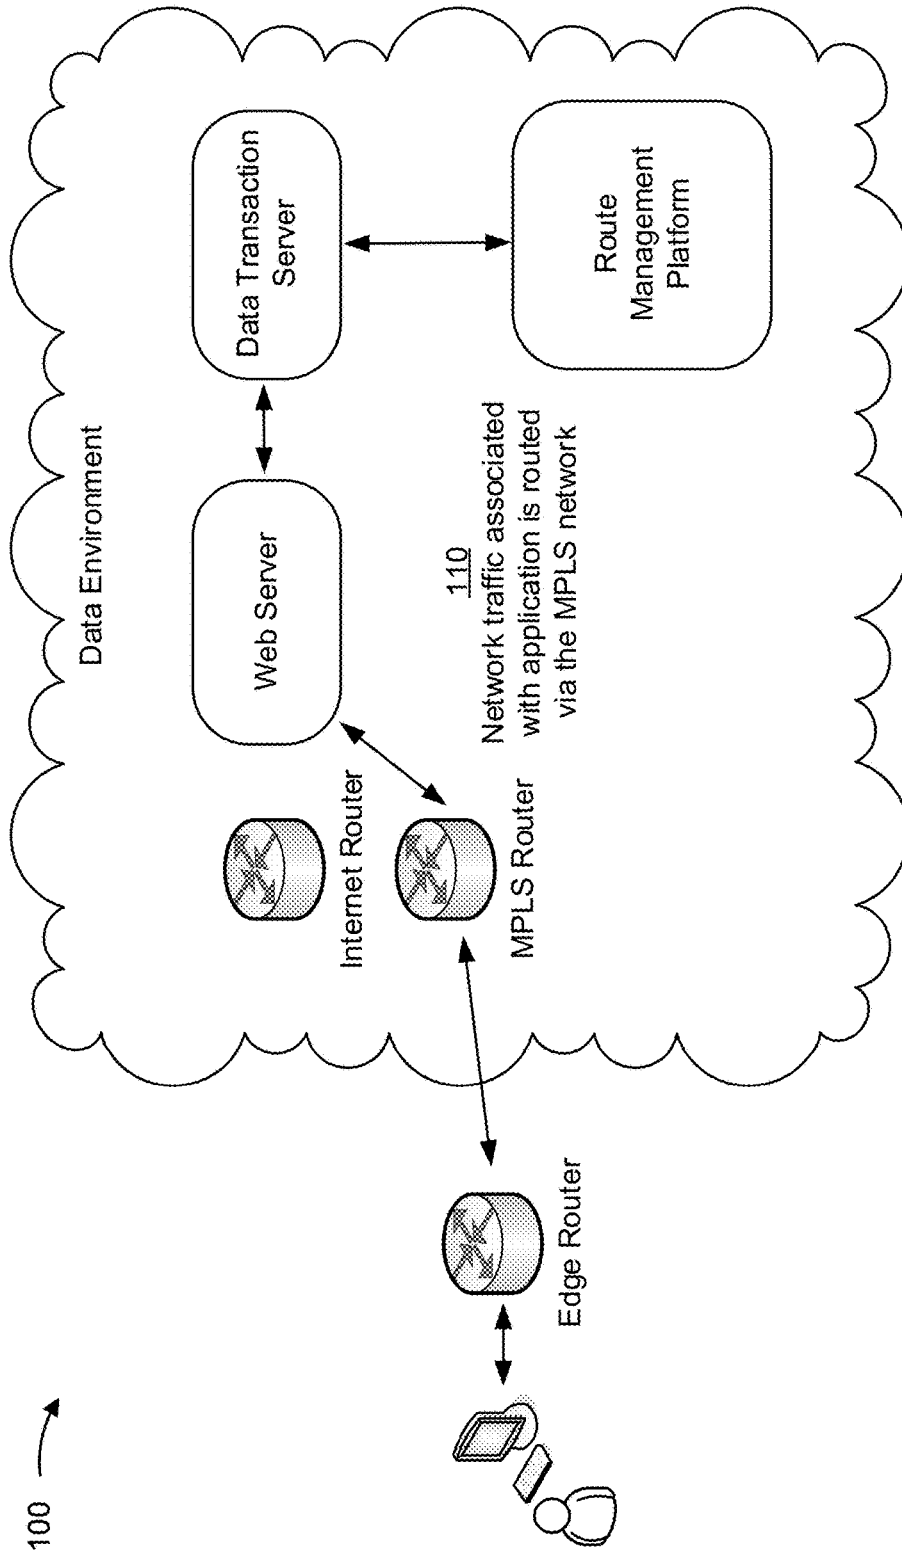 100
Data Environment
Internet Router
Web Server
Data Transaction
Server
MPLS Router
110
Network traffic associated
with application is routed
via the MPLS network
Edge Router
Route
Management
Platform